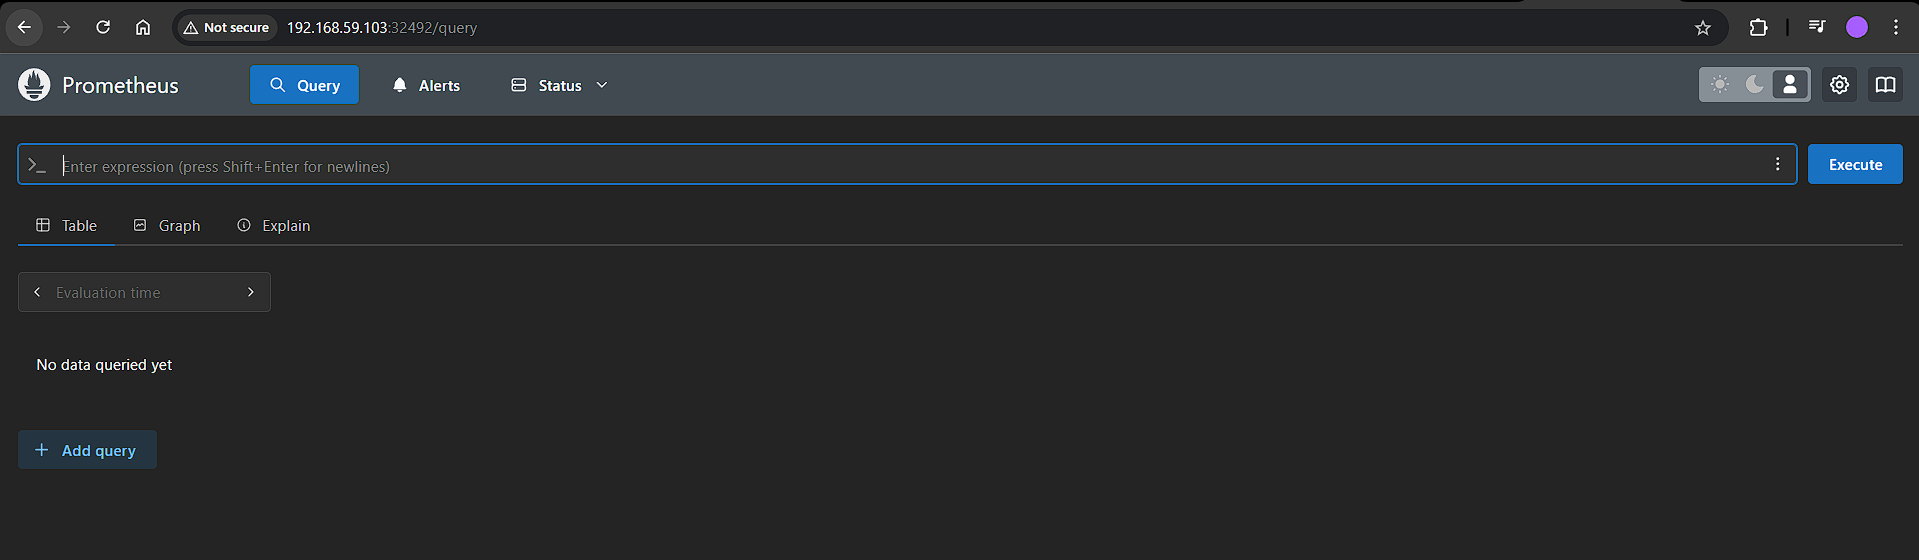 Not secure 192.168.59.103:32492/query
Prometheus Query Alerts Status
Enter expression (press Shift+Enter for newlines) Execute
Table Graph Explain
Evaluation time
No data queried yet
Add query